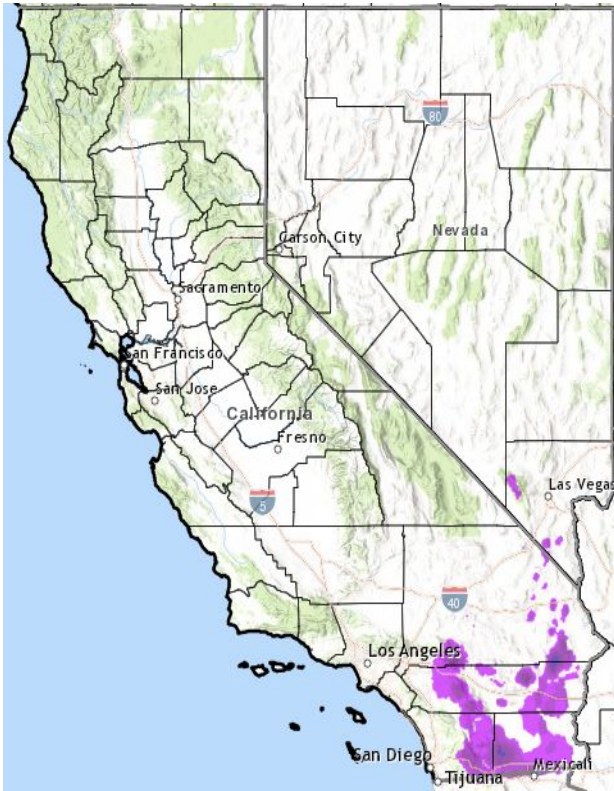 80
Nevada
Carson City
Sacramento
San Francisco
San Jose
California
Fresno
5
Las Vegas
40
Los Angeles
San Diego
Mexicali
Tijuana